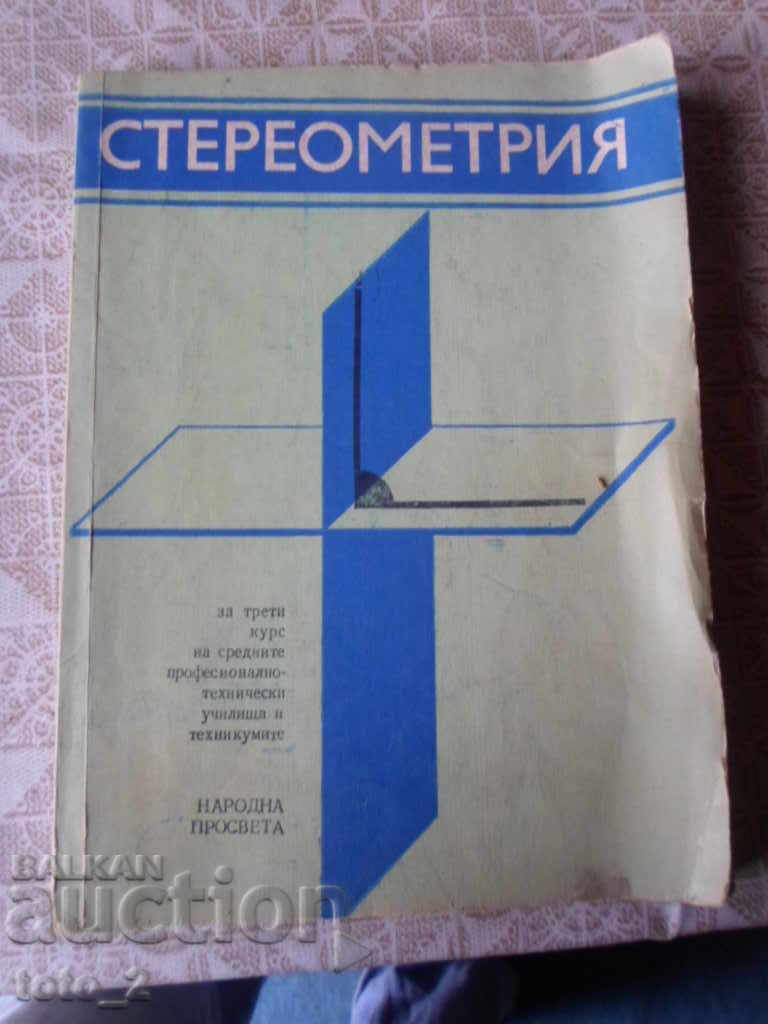 СТЕРЕОМЕТРИЯ
за трети
курс
на средните
професионално-
технически
училища и
техникумите
НАРОДНА
ПРОСВЕТА
BALKAN
auction
toto_2